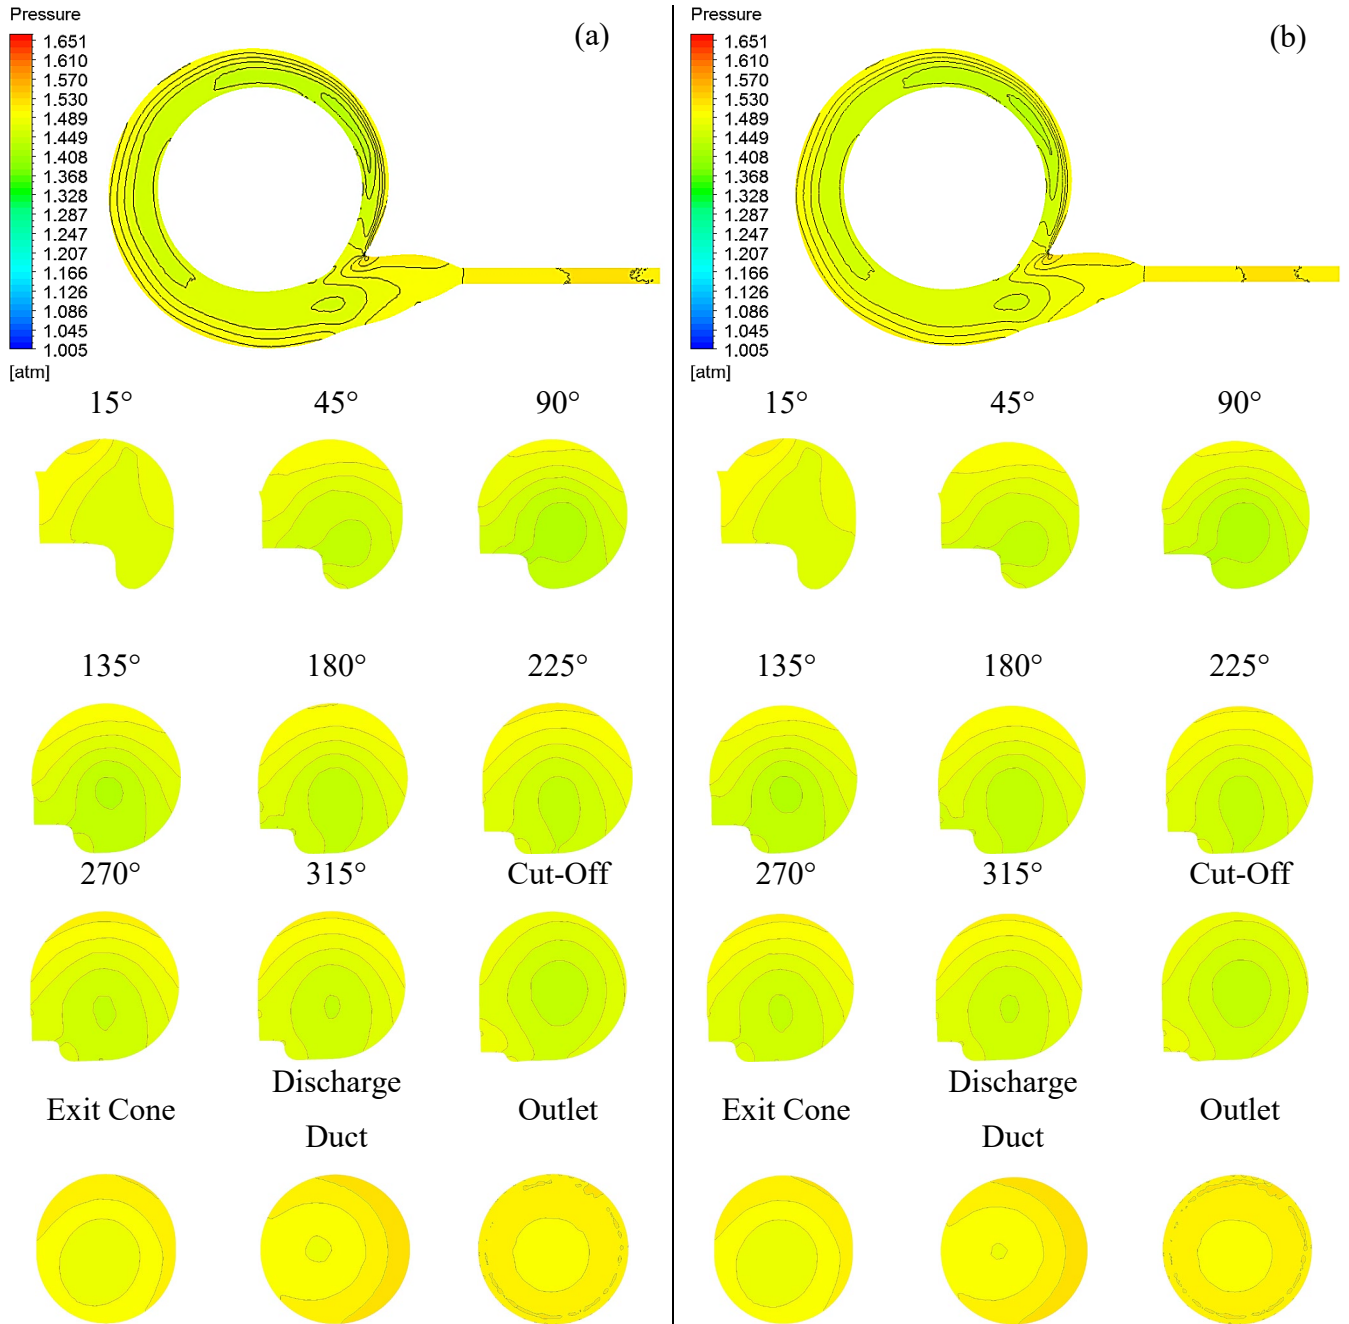 Pressure
(a)
1.651
1.610
1.570
1.530
1.489
1.449
1.408
1.368
1.328
1.287
1.247
1.207
1.166
1.126
1.086
1.045
1.005
[atm]
15° 45° 90°
135° 180° 225°
270° 315° Cut-Off
Exit Cone Discharge Duct Outlet
Pressure
(b)
1.651
1.610
1.570
1.530
1.489
1.449
1.408
1.368
1.328
1.287
1.247
1.207
1.166
1.126
1.086
1.045
1.005
[atm]
15° 45° 90°
135° 180° 225°
270° 315° Cut-Off
Exit Cone Discharge Duct Outlet